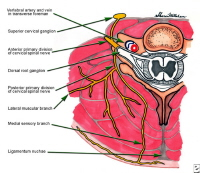 Vertebral artery and vein
in transverse foramen
Superior cervical ganglion
Anterior primary division
of cervical spinal nerve
Dorsal root ganglion
Posterior primary division
of cervical spinal nerve
Lateral muscular branch
Medial sensory branch
Ligamentum nuchae